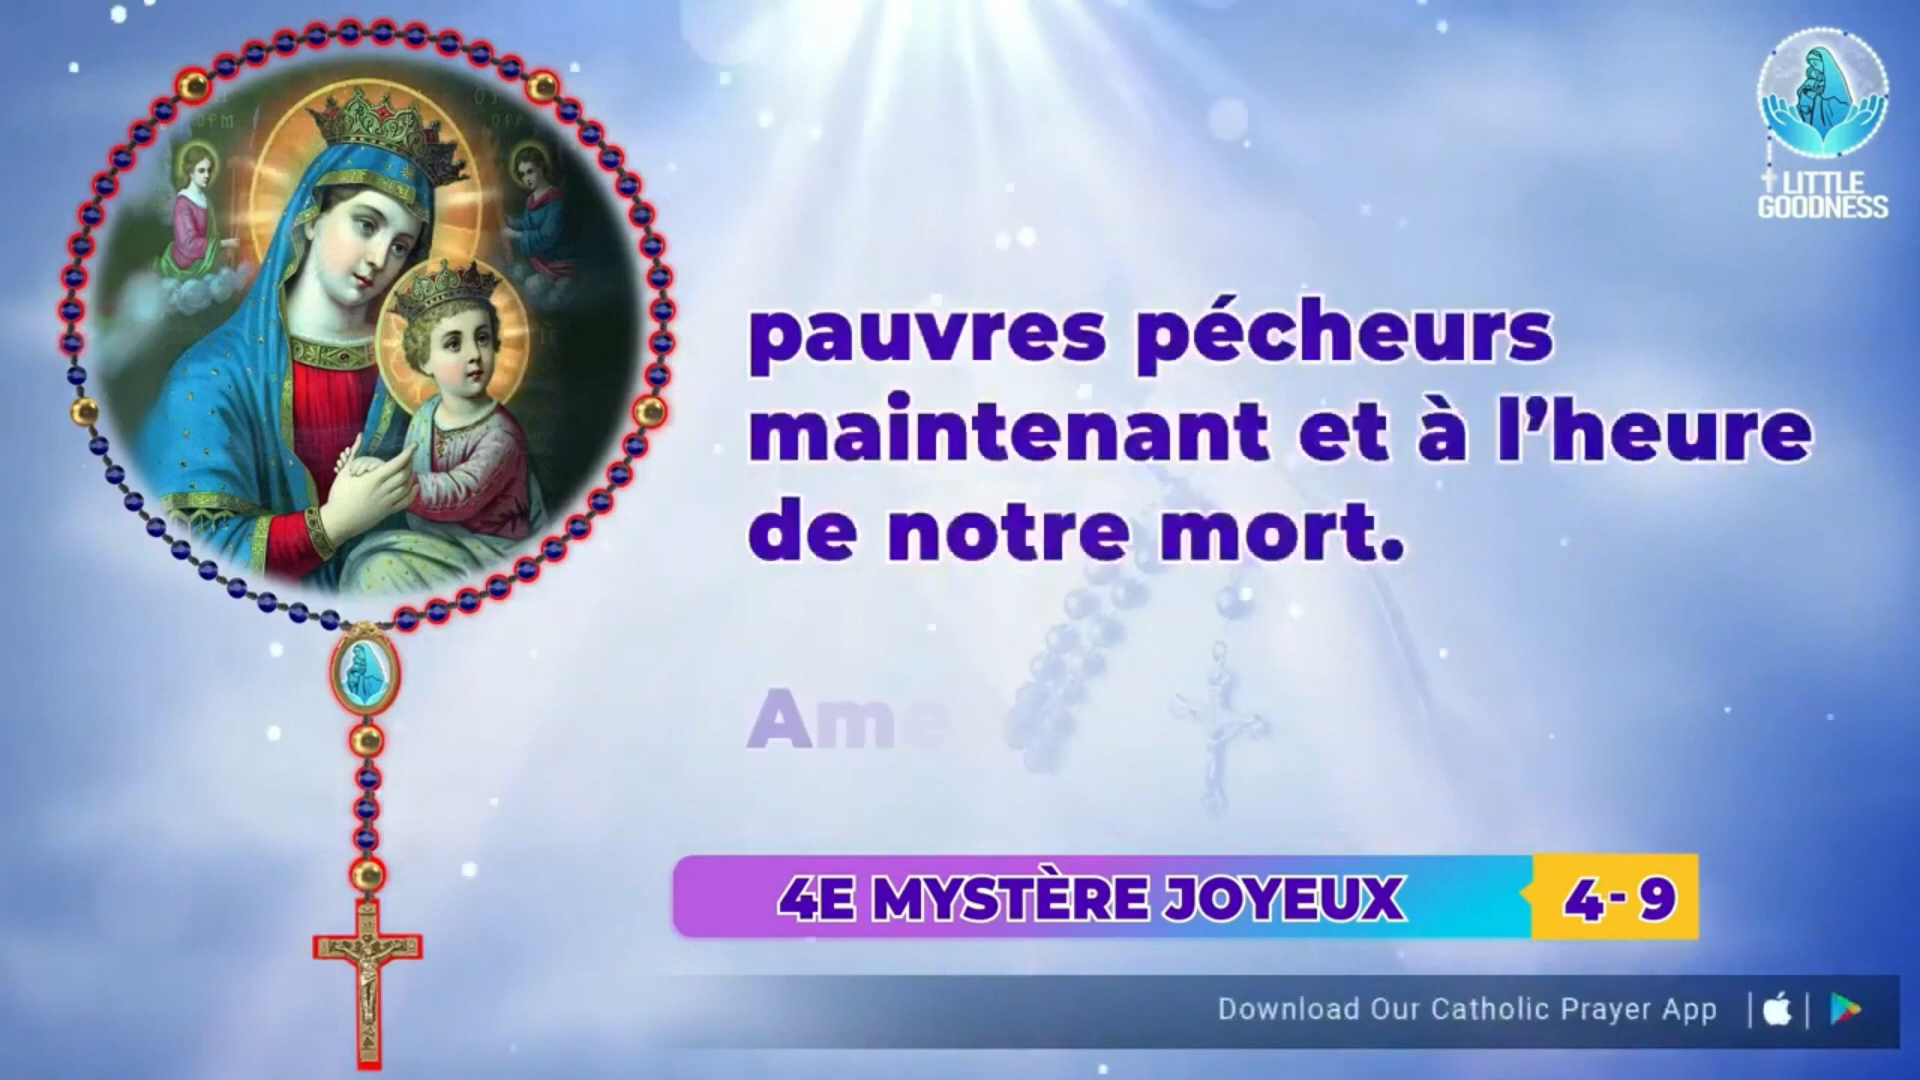 LITTLE
GOODNESS
pauvres pécheurs
maintenant et à l’heure
de notre mort.
Ame
4E MYSTÈRE JOYEUX
4-9
Download Our Catholic Prayer App